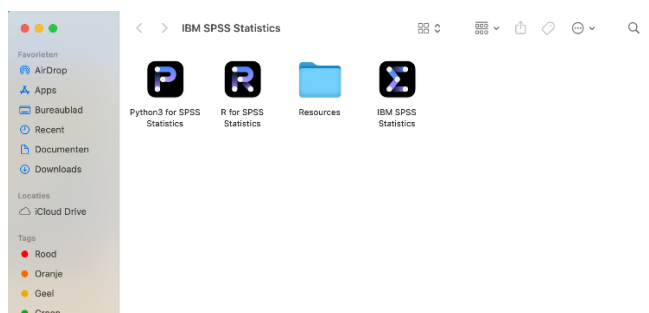 IBM SPSS Statistics
Favorieten
AirDrop
Apps
Bureaublad
Recent
Documenten
Downloads
Locaties
iCloud Drive
Tags
Rood
Oranje
Geel
Groen
Python3 for SPSS
Statistics
R for SPSS
Statistics
Resources
IBM SPSS
Statistics